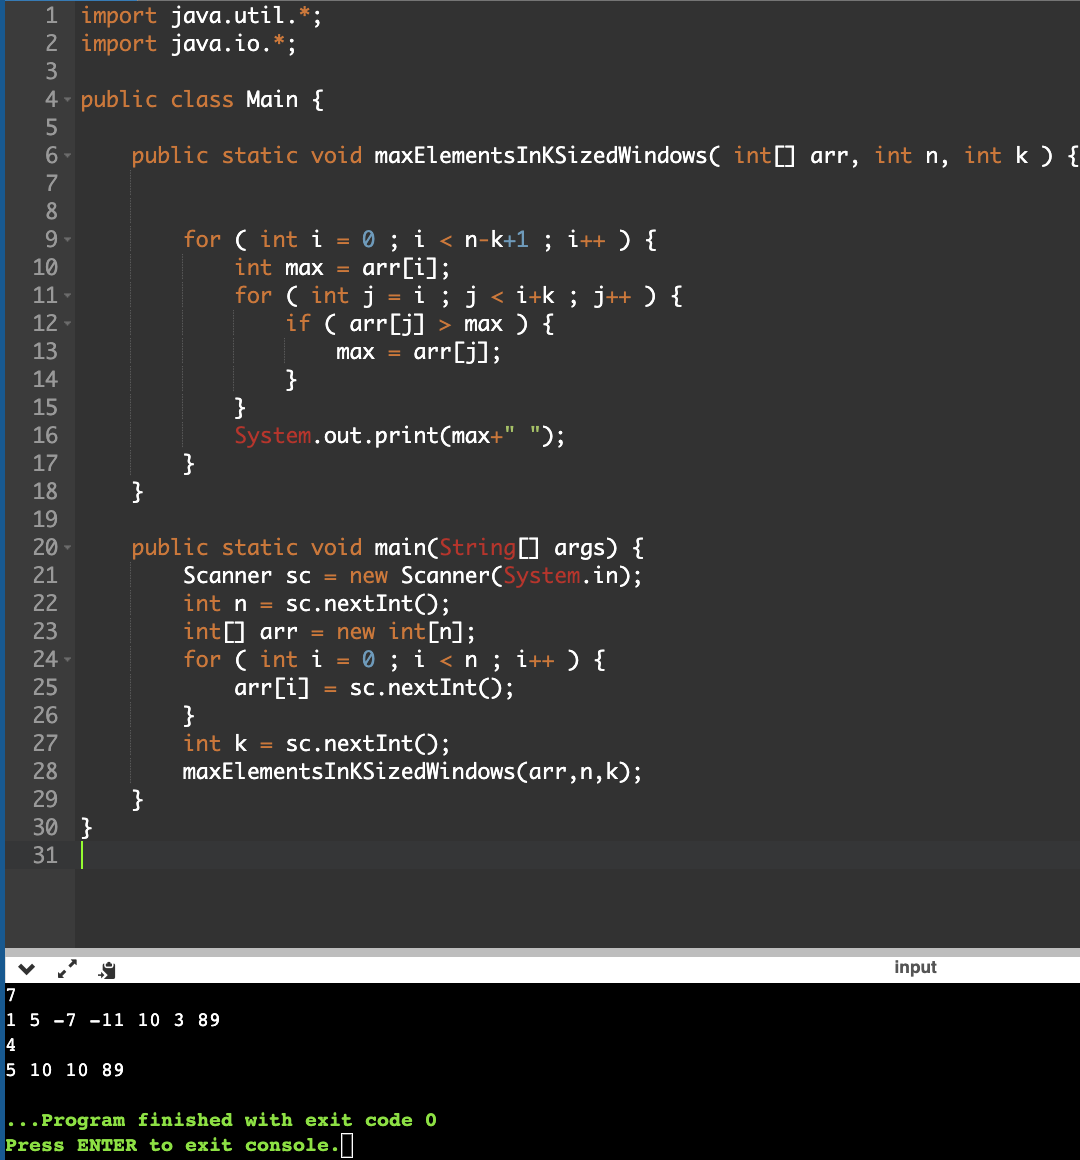 1 import java.util.*;
2 import java.io.*;
3
4 public class Main {
5
6     public static void maxElementsInKSizedWindows( int[] arr, int n, int k ) {
7
8
9         for ( int i = 0 ; i < n-k+1 ; i++ ) {
10             int max = arr[i];
11             for ( int j = i ; j < i+k ; j++ ) {
12                 if ( arr[j] > max ) {
13                     max = arr[j];
14                 }
15             }
16             System.out.print(max+" ");
17         }
18     }
19
20     public static void main(String[] args) {
21         Scanner sc = new Scanner(System.in);
22         int n = sc.nextInt();
23         int[] arr = new int[n];
24         for ( int i = 0 ; i < n ; i++ ) {
25             arr[i] = sc.nextInt();
26         }
27         int k = sc.nextInt();
28         maxElementsInKSizedWindows(arr,n,k);
29     }
30 }
31
input
7
1 5 -7 -11 10 3 89
4
5 10 10 89
...Program finished with exit code 0
Press ENTER to exit console.